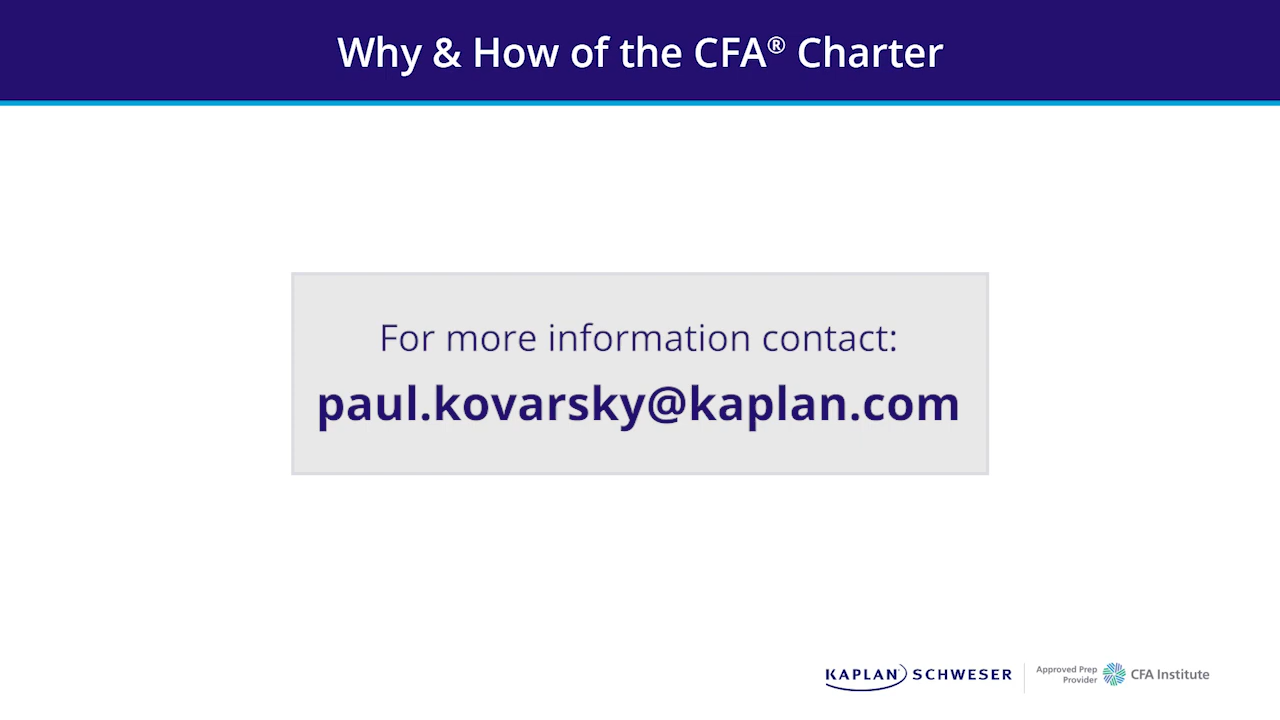 Why & How of the CFA® Charter
For more information contact:
paul.kovarsky@kaplan.com
KAPLAN SCHWESER
Approved Prep
Provider
CFA Institute